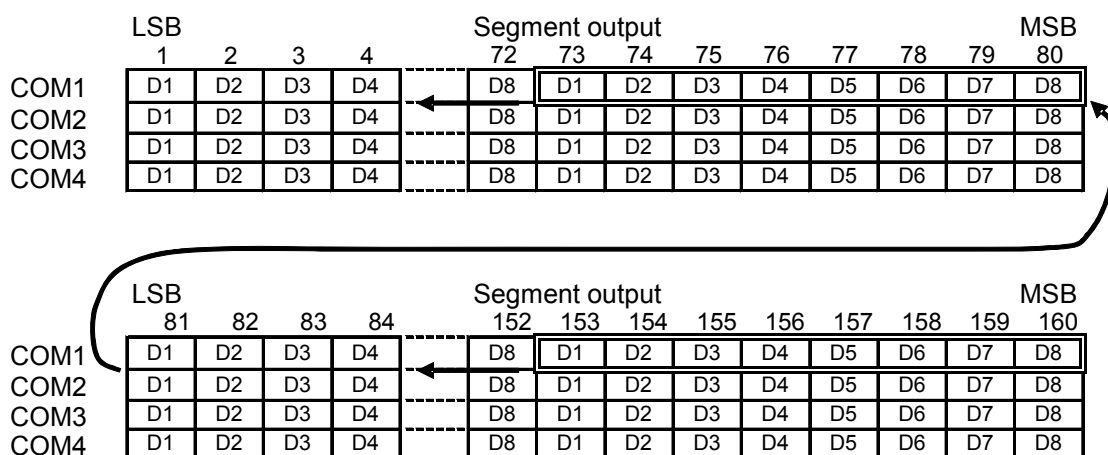 LSB Segment output MSB
1 2 3 4 72 73 74 75 76 77 78 79 80
COM1 D1 D2 D3 D4 D8 D1 D2 D3 D4 D5 D6 D7 D8
COM2 D1 D2 D3 D4 D8 D1 D2 D3 D4 D5 D6 D7 D8
COM3 D1 D2 D3 D4 D8 D1 D2 D3 D4 D5 D6 D7 D8
COM4 D1 D2 D3 D4 D8 D1 D2 D3 D4 D5 D6 D7 D8
LSB Segment output MSB
81 82 83 84 152 153 154 155 156 157 158 159 160
COM1 D1 D2 D3 D4 D8 D1 D2 D3 D4 D5 D6 D7 D8
COM2 D1 D2 D3 D4 D8 D1 D2 D3 D4 D5 D6 D7 D8
COM3 D1 D2 D3 D4 D8 D1 D2 D3 D4 D5 D6 D7 D8
COM4 D1 D2 D3 D4 D8 D1 D2 D3 D4 D5 D6 D7 D8